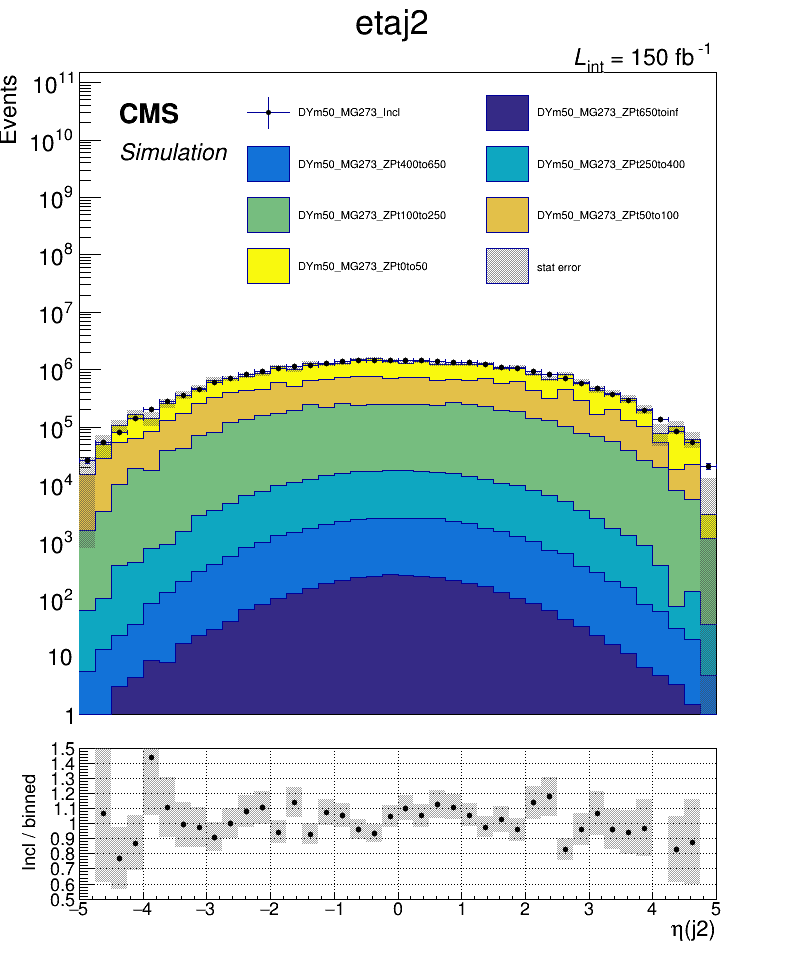 etaj2
L_int = 150 fb^-1
Events
10^11
10^10
10^9
10^8
10^7
10^6
10^5
10^4
10^3
10^2
10
1
CMS
Simulation
DYm50_MG273_Incl
DYm50_MG273_ZPt650toinf
DYm50_MG273_ZPt400to650
DYm50_MG273_ZPt250to400
DYm50_MG273_ZPt100to250
DYm50_MG273_ZPt50to100
DYm50_MG273_ZPt0to50
stat error
Incl / binned
1.5
1.4
1.3
1.2
1.1
1
0.9
0.8
0.7
0.6
0.5
−5 −4 −3 −2 −1 0 1 2 3 4 5
η(j2)